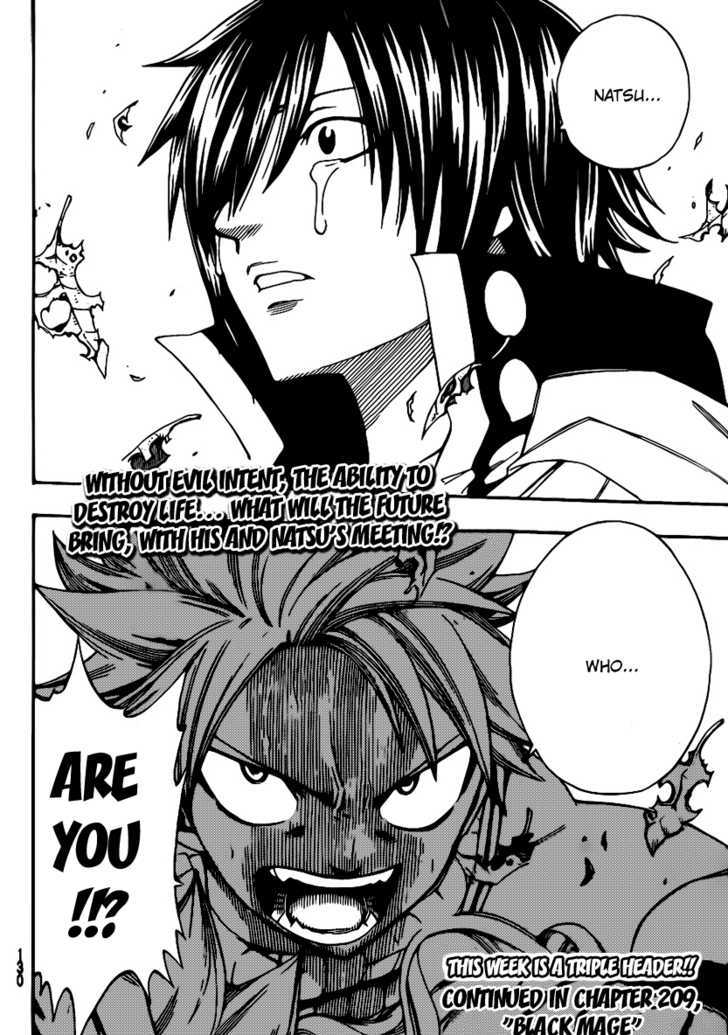 NATSU...
WITHOUT EVIL INTENT, THE ABILITY TO
DESTROY LIFE!... WHAT WILL THE FUTURE
BRING, WITH HIS AND NATSU'S MEETING!?
WHO...
ARE
YOU
!!?
THIS WEEK IS A TRIPLE HEADER!!
CONTINUED IN CHAPTER 209,
"BLACK MAGE"
130